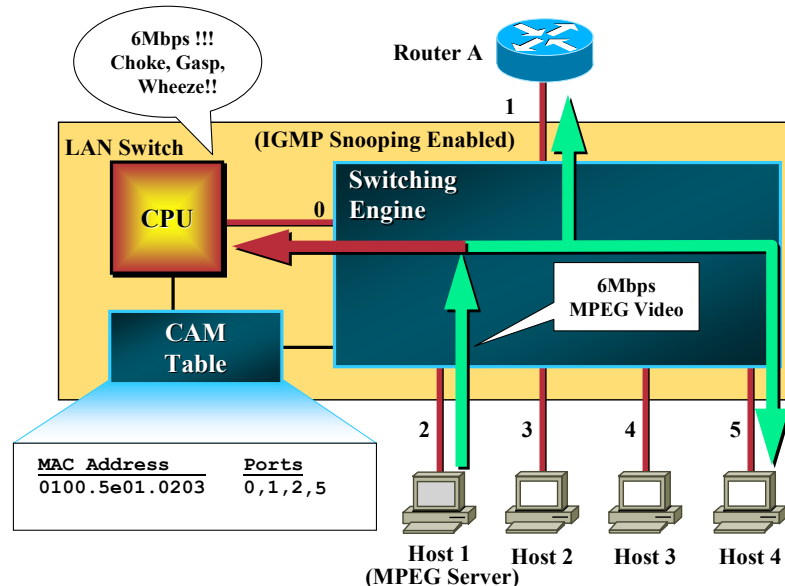 6Mbps !!!
Choke, Gasp,
Wheeze!!
Router A
1
LAN Switch
(IGMP Snooping Enabled)
CPU
0
Switching
Engine
6Mbps
MPEG Video
CAM
Table
2
3
4
5
MAC Address Ports
0100.5e01.0203 0,1,2,5
Host 1
(MPEG Server)
Host 2
Host 3
Host 4